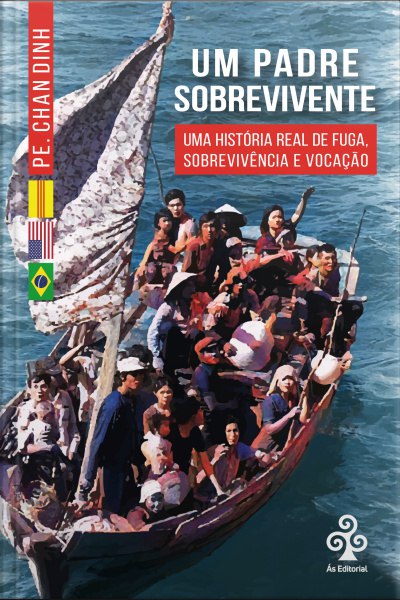 PE. CHAN DINH
UM PADRE
SOBREVIVENTE
UMA HISTÓRIA REAL DE FUGA,
SOBREVIVÊNCIA E VOCAÇÃO
Ás Editorial